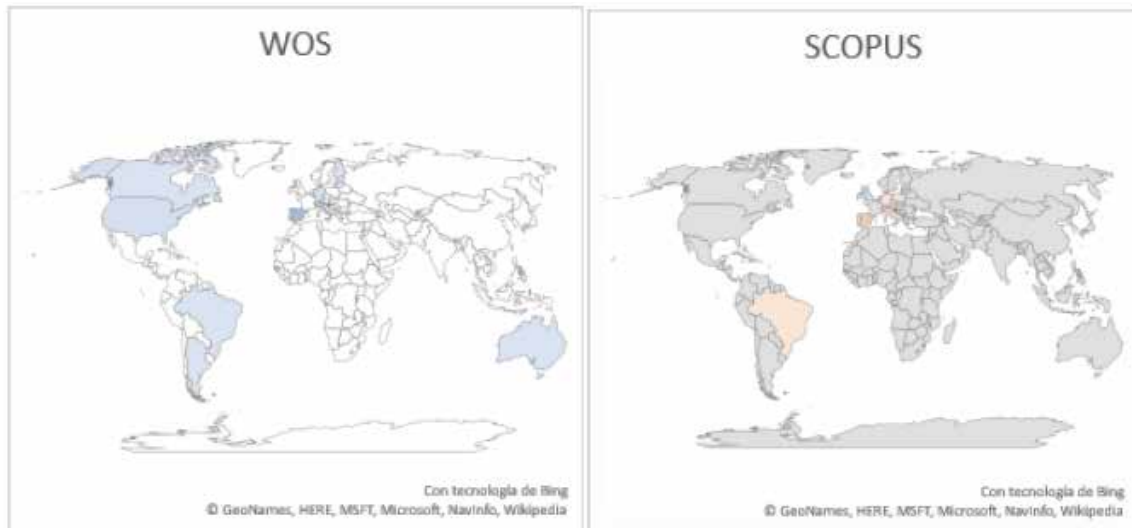 WOS
Con tecnología de Bing
© GeoNames, HERE, MSFT, Microsoft, NavInfo, Wikipedia
SCOPUS
Con tecnología de Bing
© GeoNames, HERE, MSFT, Microsoft, NavInfo, Wikipedia